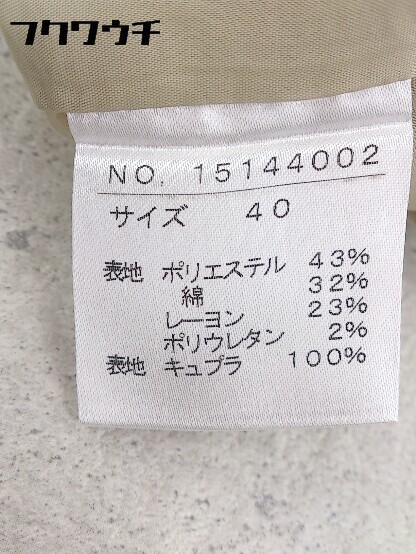 フクワウチ
NO. 15144002
サイズ 40
表地 ポリエステル 43%
綿 32%
レーヨン 23%
ポリウレタン 2%
表地 キュプラ 100%